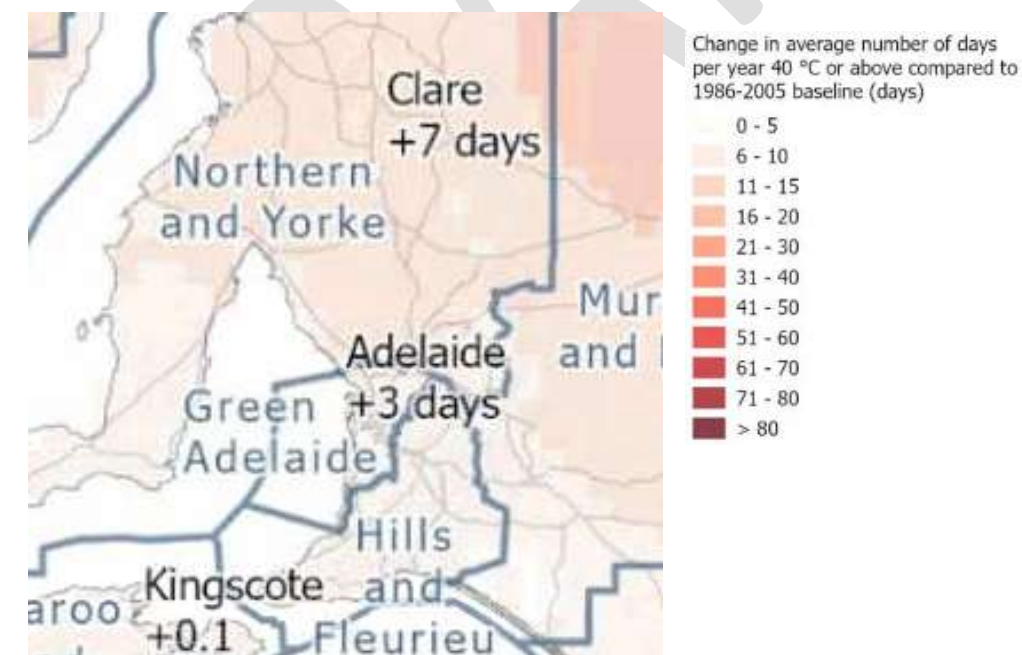 Clare
+7 days
Northern
and Yorke
Mur
and
Adelaide
+3 days
Green
Adelaide
Hills
and
Fleurieu
Kingscote
+0.1
aroo
Change in average number of days
per year 40 °C or above compared to
1986-2005 baseline (days)
0 - 5
6 - 10
11 - 15
16 - 20
21 - 30
31 - 40
41 - 50
51 - 60
61 - 70
71 - 80
> 80